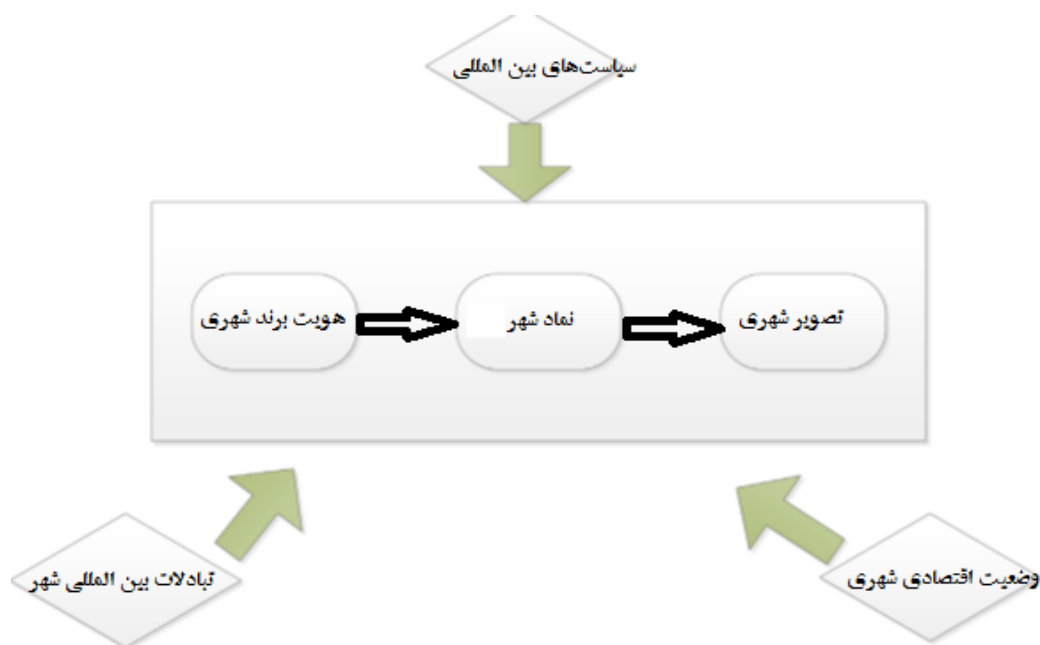 سیاست‌های بین المللی
تصویر شهری
نماد شهر
هویت برند شهری
وضعیت اقتصادی شهری
تبادلات بین المللی شهر